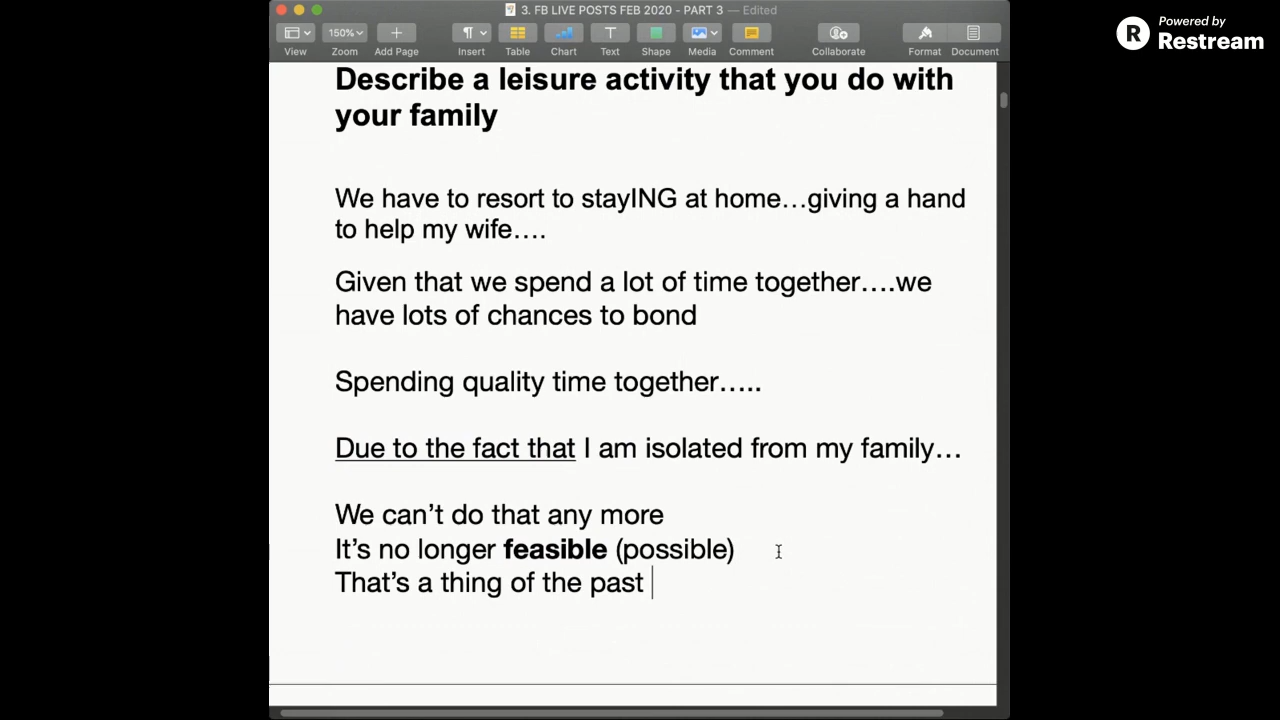 3. FB LIVE POSTS FEB 2020 - PART 3 — Edited
Powered by
R Restream
150%
View Zoom Add Page Insert Table Chart Text Shape Media Comment Collaborate Format Document
Describe a leisure activity that you do with
your family
We have to resort to stayING at home…giving a hand
to help my wife….
Given that we spend a lot of time together….we
have lots of chances to bond
Spending quality time together…..
Due to the fact that I am isolated from my family…
We can’t do that any more
It’s no longer feasible (possible)
That’s a thing of the past